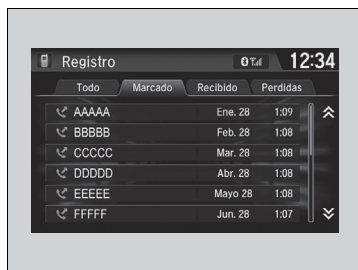 Registro 12:34
Todo Marcado Recibido Perdidas
AAAAA Ene. 28 1:09
BBBBB Feb. 28 1:08
CCCCC Mar. 28 1:08
DDDDD Abr. 28 1:08
EEEEE Mayo 28 1:08
FFFFF Jun. 28 1:07